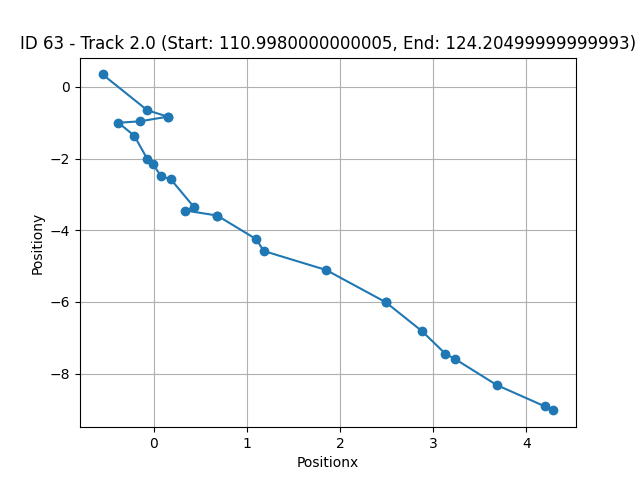 ID 63 - Track 2.0 (Start: 110.9980000000005, End: 124.20499999999993)
0
−2
−4
−6
−8
Positiony
0 1 2 3 4
Positionx